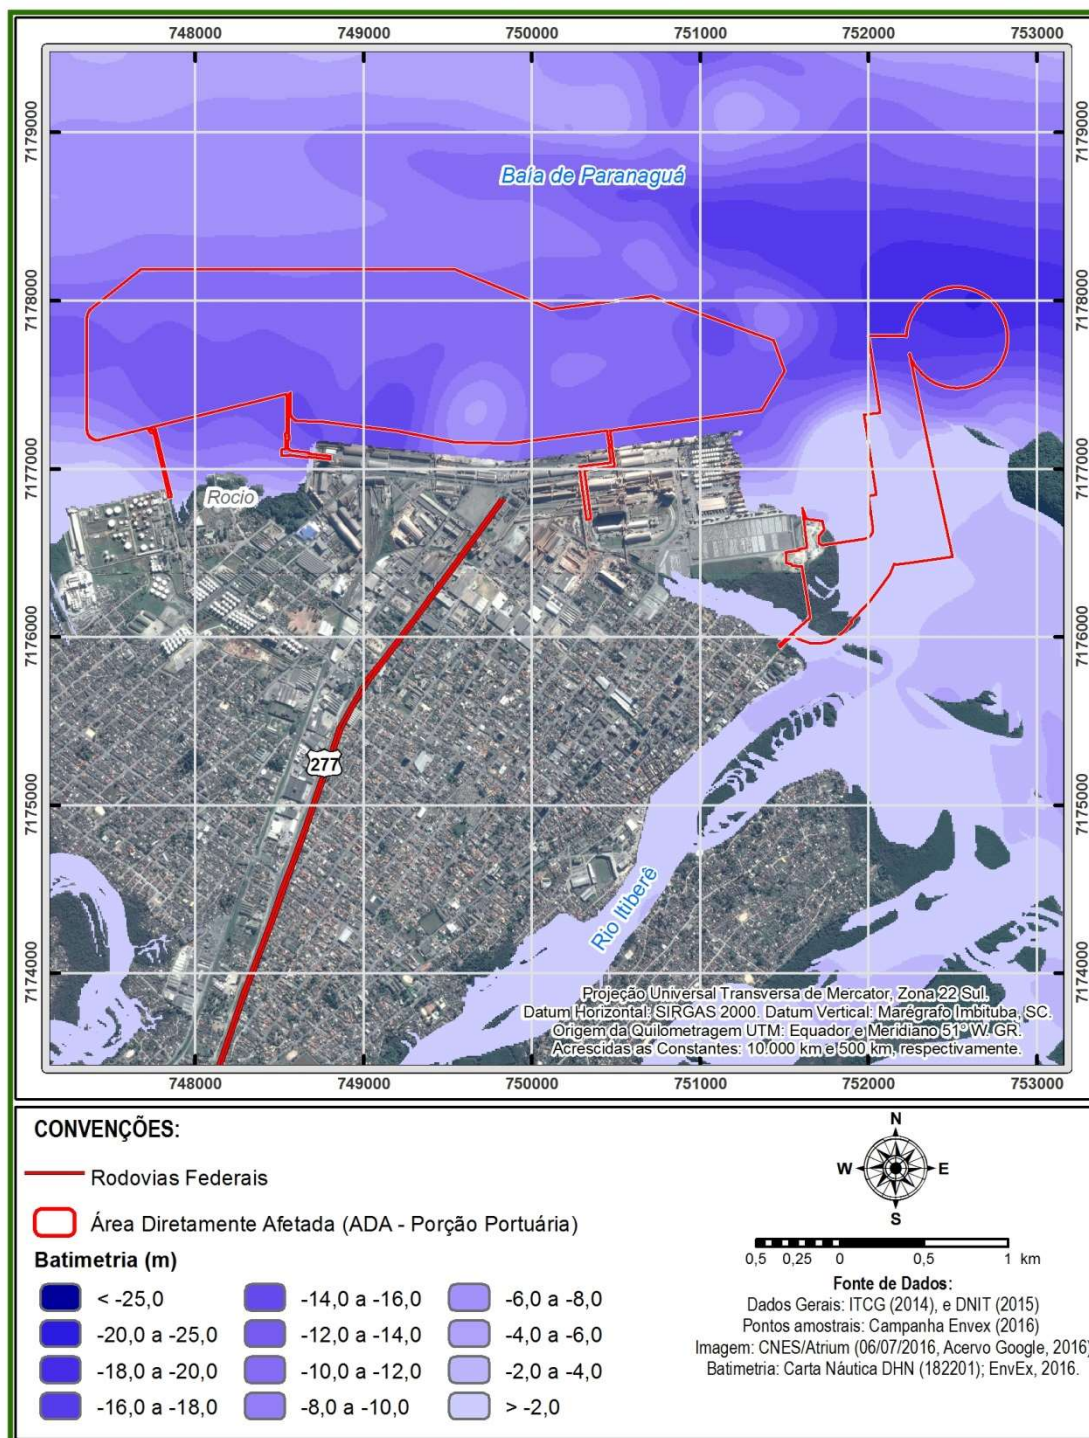 748000 749000 750000 751000 752000 753000
7179000 7179000
Baía de Paranaguá
7178000 7178000
7177000 7177000
Rocio
7176000 7176000
277
7175000 7175000
Rio Itiberê
7174000 7174000
Projeção Universal Transversa de Mercator, Zona 22 Sul.
Datum Horizontal: SIRGAS 2000. Datum Vertical: Marégrafo Imbituba, SC.
Origem da Quilometragem UTM: Equador e Meridiano 51° W. GR.
Acrescidas as Constantes: 10.000 km e 500 km, respectivamente.
748000 749000 750000 751000 752000 753000
CONVENÇÕES:
Rodovias Federais
Área Diretamente Afetada (ADA - Porção Portuária)
Batimetria (m)
< -25,0
-20,0 a -25,0
-18,0 a -20,0
-16,0 a -18,0
-14,0 a -16,0
-12,0 a -14,0
-10,0 a -12,0
-8,0 a -10,0
-6,0 a -8,0
-4,0 a -6,0
-2,0 a -4,0
> -2,0
N
W E
S
0,5 0,25 0 0,5 1 km
Fonte de Dados:
Dados Gerais: ITCG (2014), e DNIT (2015)
Pontos amostrais: Campanha Envex (2016)
Imagem: CNES/Atrium (06/07/2016, Acervo Google, 2016)
Batimetria: Carta Náutica DHN (182201); EnvEx, 2016.